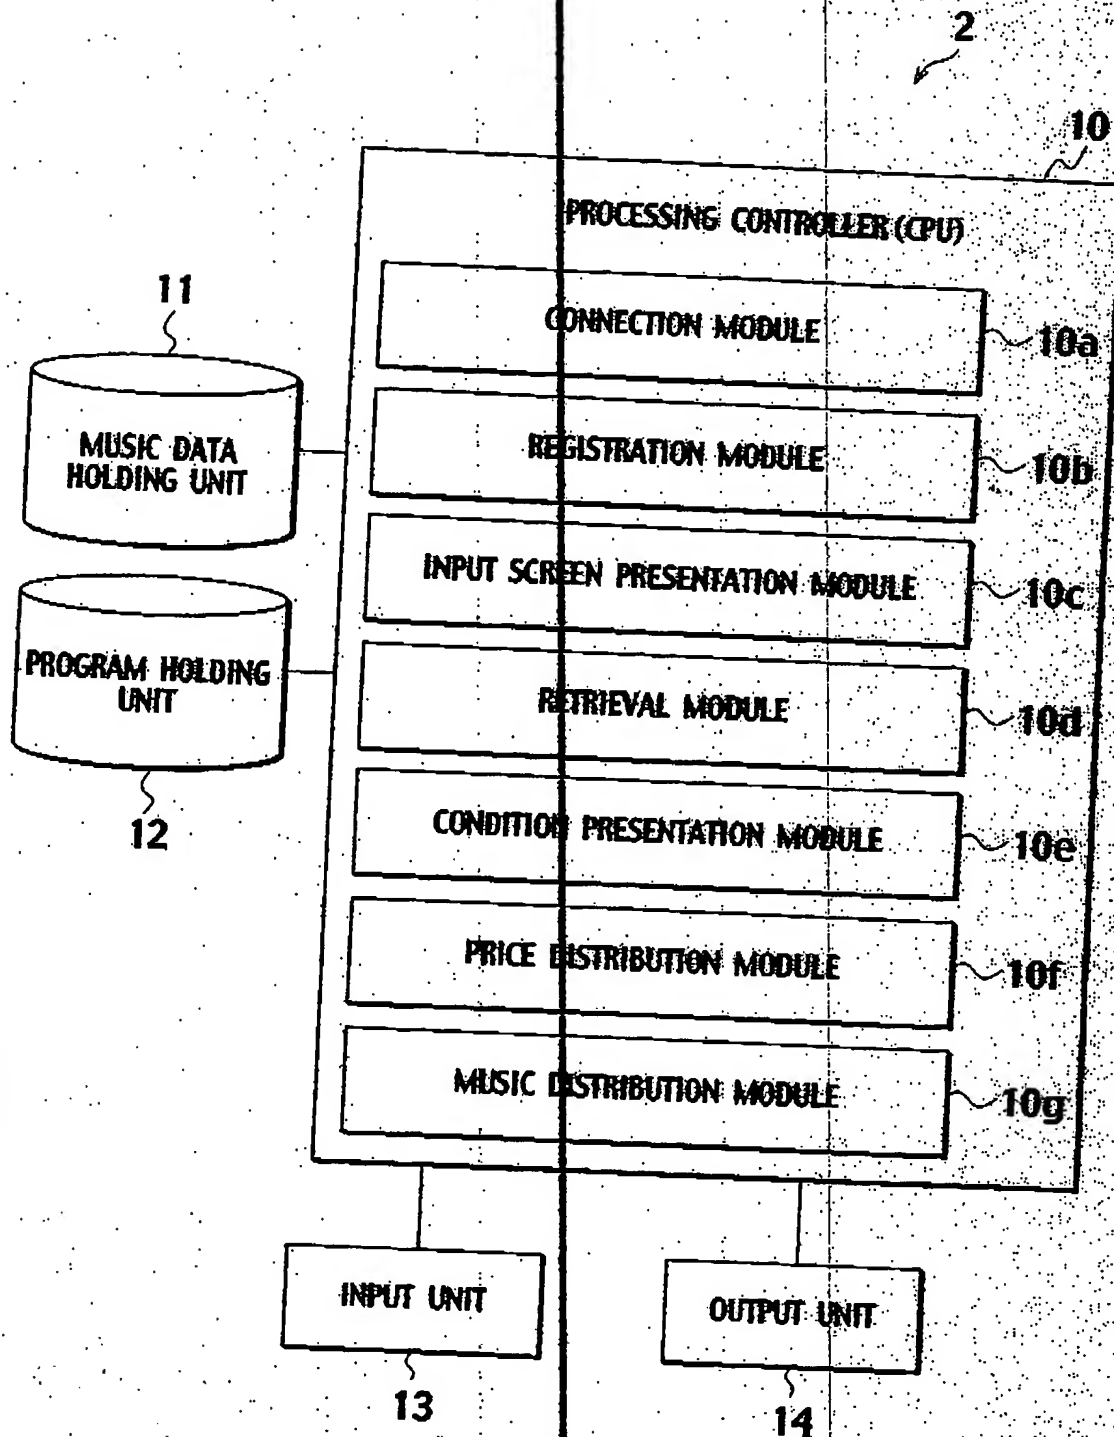 2
10
PROCESSING CONTROLLER (CPU)
CONNECTION MODULE
10a
11
MUSIC DATA
HOLDING UNIT
REGISTRATION MODULE
10b
INPUT SCREEN PRESENTATION MODULE
10c
PROGRAM HOLDING
UNIT
12
RETRIEVAL MODULE
10d
CONDITION PRESENTATION MODULE
10e
PRICE DISTRIBUTION MODULE
10f
MUSIC DISTRIBUTION MODULE
10g
INPUT UNIT
13
OUTPUT UNIT
14